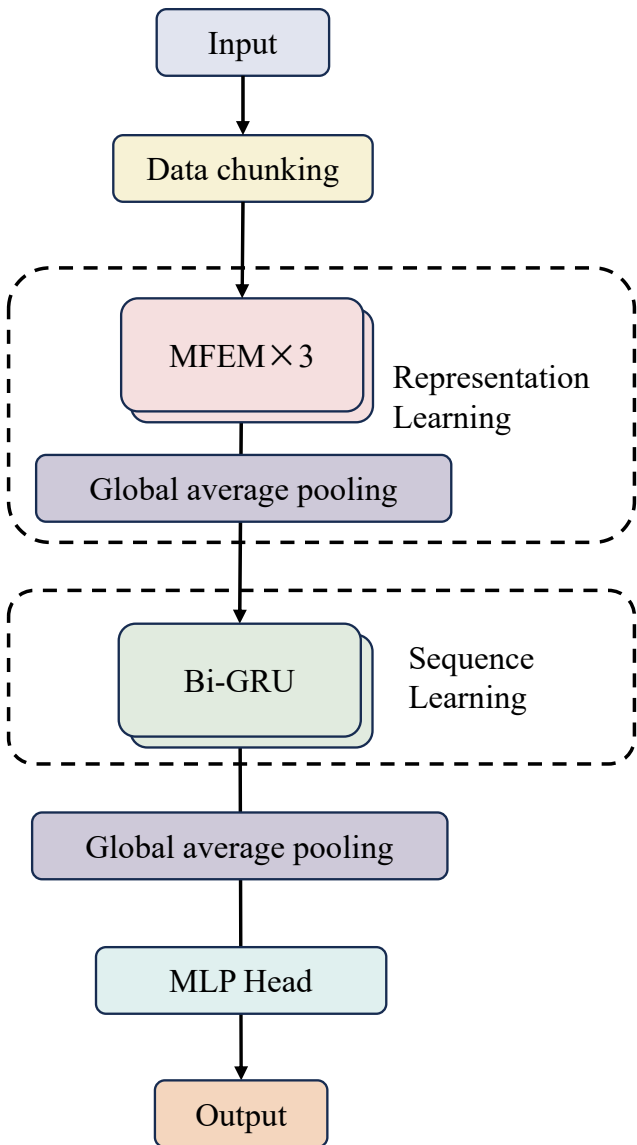 Input
Data chunking
MFEM×3
Representation
Learning
Global average pooling
Bi-GRU
Sequence
Learning
Global average pooling
MLP Head
Output